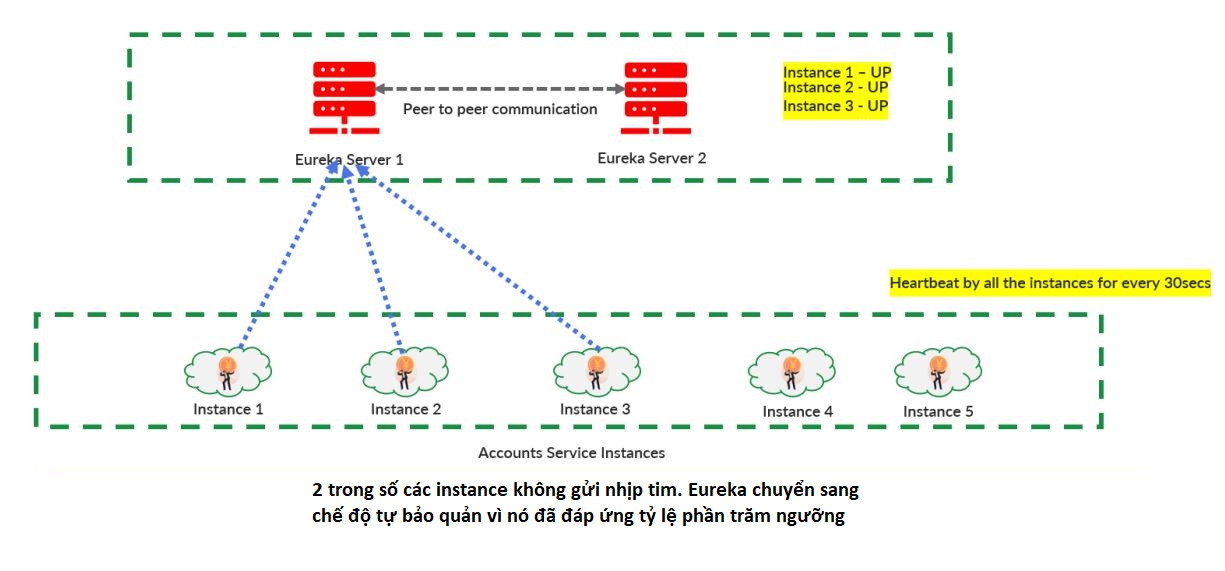 Instance 1 – UP
Instance 2 - UP
Instance 3 - UP
Peer to peer communication
Eureka Server 1
Eureka Server 2
Heartbeat by all the instances for every 30secs
Instance 1
Instance 2
Instance 3
Instance 4
Instance 5
Accounts Service Instances
2 trong số các instance không gửi nhịp tim. Eureka chuyển sang
chế độ tự bảo quản vì nó đã đáp ứng tỷ lệ phần trăm ngưỡng